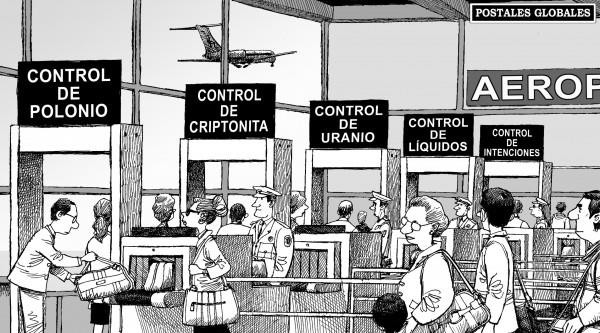 POSTALES GLOBALES
AEROP
CONTROL
DE
POLONIO
CONTROL
DE
CRIPTONITA
CONTROL
DE
URANIO
CONTROL
DE
LÍQUIDOS
CONTROL
DE
INTENCIONES